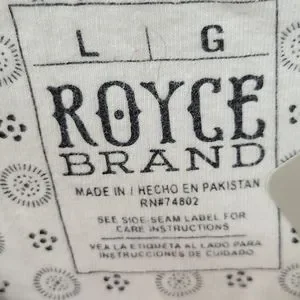 L | G
ROYCE
BRAND
MADE IN / HECHO EN PAKISTAN
RN#74802
SEE SIDE-SEAM LABEL FOR
CARE INSTRUCTIONS
VEA LA ETIQUETA AL LADO PARA
INSTRUCCIONES DE CUIDADO